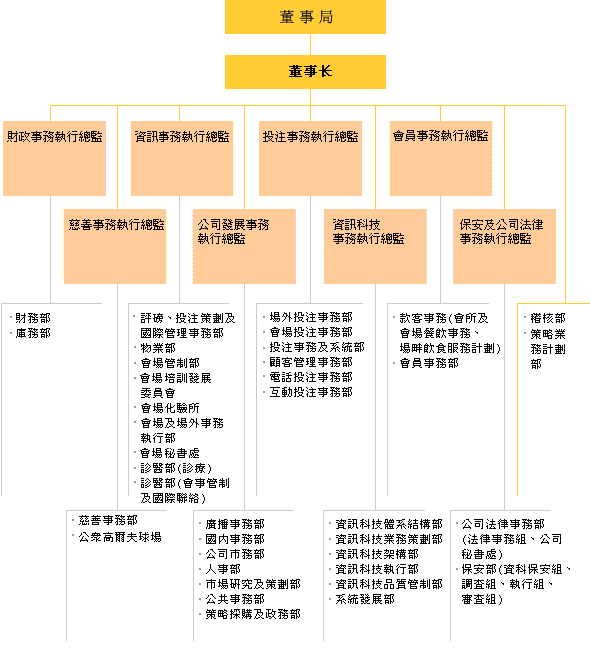 董事局
董事长
財政事務執行總監
資訊事務執行總監
投注事務執行總監
會員事務執行總監
慈善事務執行總監
公司發展事務
執行總監
資訊科技
事務執行總監
保安及公司法律
事務執行總監
·財務部
·庫務部
·評磅、投注策劃及
國際管理事務部
·物業部
·會場管制部
·會場培訓發展
委員會
·會場化驗所
·會場及場外事務
執行部
·會場秘書處
·診醫部(診療)
·診醫部(會事管制
及國際聯絡)
·場外投注事務部
·會場投注事務部
·投注事務及系統部
·顧客管理事務部
·電話投注事務部
·互動投注事務部
·款客事務(會所及
會場餐飲事務、
場畔飲食服務計劃)
·會員事務部
·稽核部
·策略業
務計劃
部
·慈善事務部
·公眾高爾夫球場
·廣播事務部
·國內事務部
·公司市務部
·人事部
·市場研究及策劃部
·公共事務部
·策略採購及政務部
·資訊科技體系結構部
·資訊科技業務策劃部
·資訊科技架構部
·資訊科技執行部
·資訊科技品質管制部
·系統發展部
·公司法律事務部
(法律事務組、公司
秘書處)
·保安部(資科保安組、
調查組、執行組、
審查組)